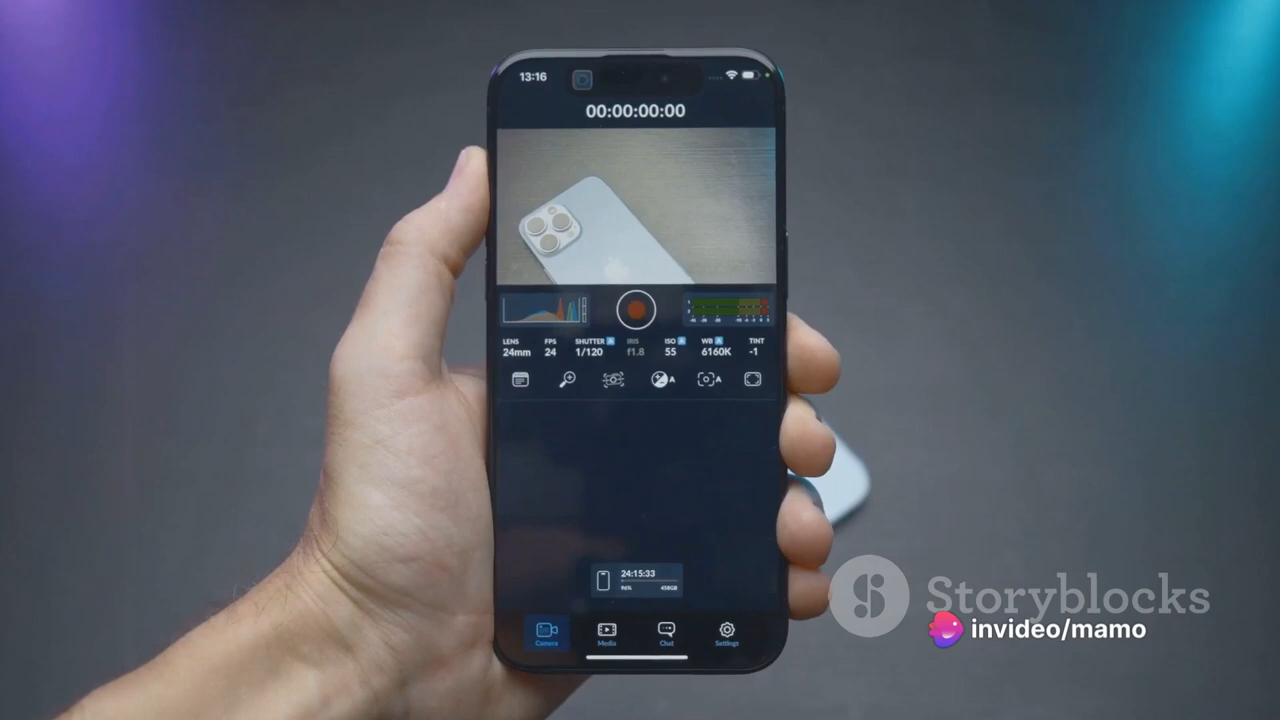 13:16
00:00:00:00
LENS FPS SHUTTER A IRIS ISO A WB A TINT
24mm 24 1/120 f1.8 55 6160K -1
A A
24:15:33
96% 458GB
Camera Media Chat Settings
Storyblocks
invideo/mamo